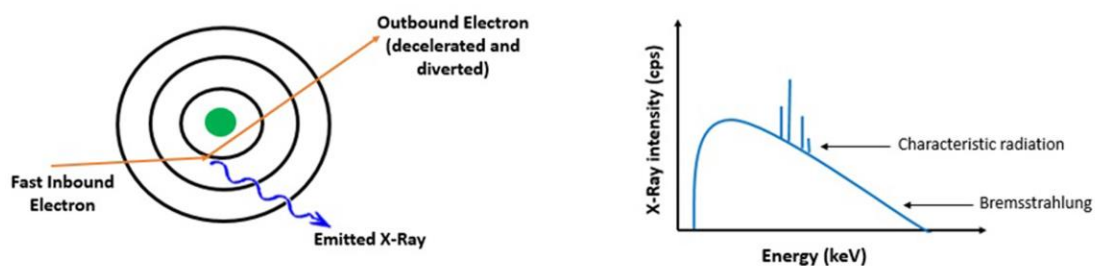 Outbound Electron
(decelerated and
diverted)
Fast Inbound
Electron
Emitted X-Ray
X-Ray intensity (cps)
Characteristic radiation
Bremsstrahlung
Energy (keV)